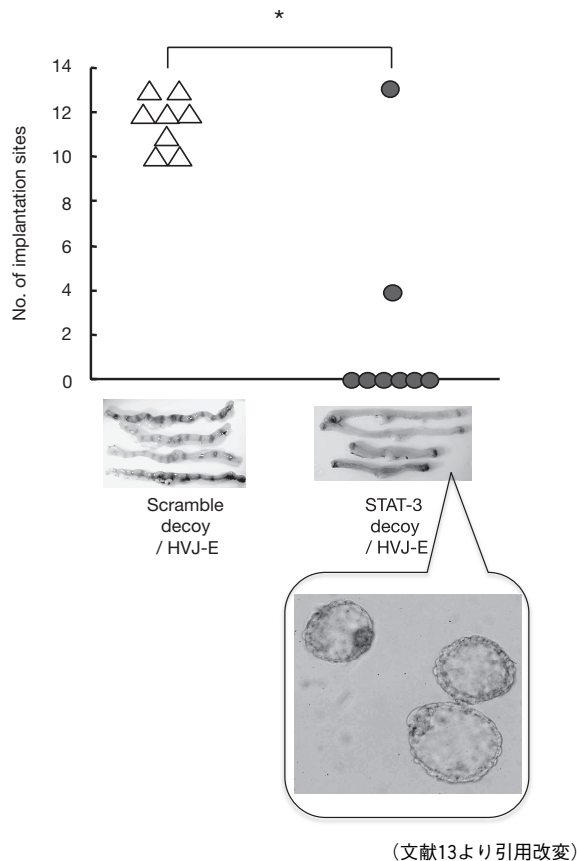 *
14
12
10
8
6
4
2
0
No. of implantation sites
Scramble
decoy
/ HVJ-E
STAT-3
decoy
/ HVJ-E
（文献13より引用改変）